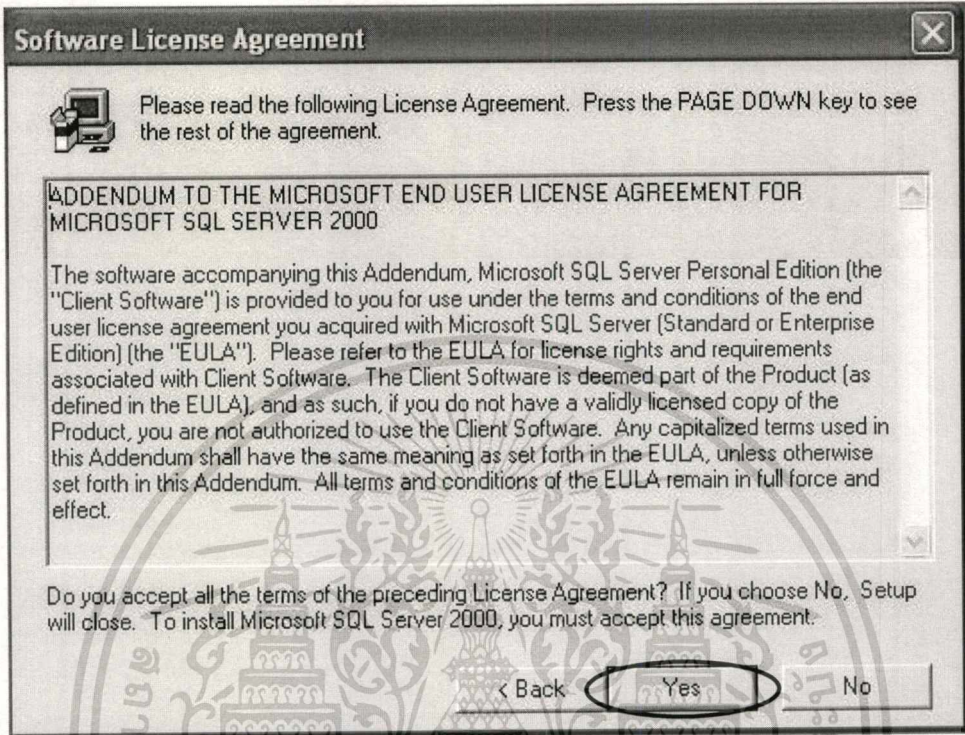 Software License Agreement
Please read the following License Agreement. Press the PAGE DOWN key to see
the rest of the agreement.
ADDENDUM TO THE MICROSOFT END USER LICENSE AGREEMENT FOR
MICROSOFT SQL SERVER 2000
The software accompanying this Addendum, Microsoft SQL Server Personal Edition (the
"Client Software") is provided to you for use under the terms and conditions of the end
user license agreement you acquired with Microsoft SQL Server (Standard or Enterprise
Edition) (the "EULA"). Please refer to the EULA for license rights and requirements
associated with Client Software. The Client Software is deemed part of the Product (as
defined in the EULA), and as such, if you do not have a validly licensed copy of the
Product, you are not authorized to use the Client Software. Any capitalized terms used in
this Addendum shall have the same meaning as set forth in the EULA, unless otherwise
set forth in this Addendum. All terms and conditions of the EULA remain in full force and
effect.
Do you accept all the terms of the preceding License Agreement? If you choose No, Setup
will close. To install Microsoft SQL Server 2000, you must accept this agreement.
< Back Yes No